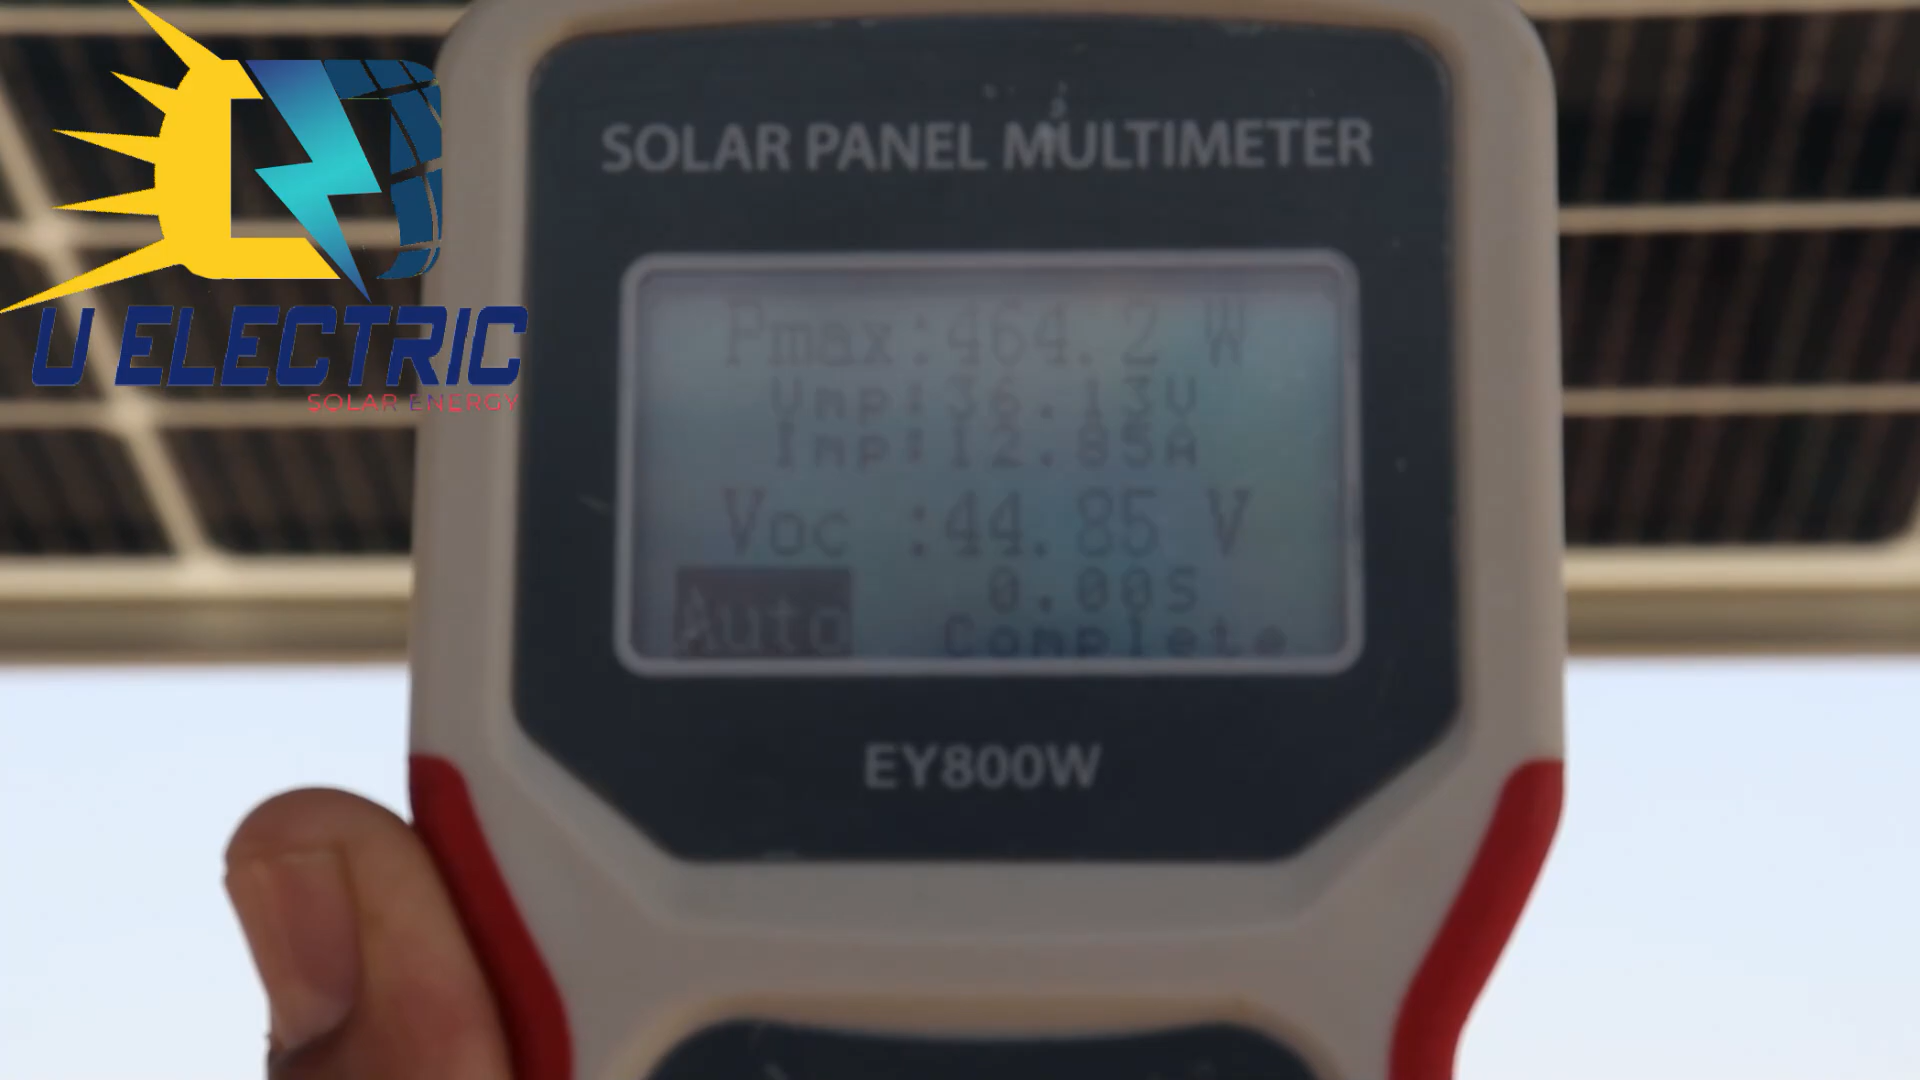 U ELECTRIC
SOLAR ENERGY
SOLAR PANEL MULTIMETER
Pmax:464.2 W
Vmp:36.13V
Imp:12.85A
Voc :44.85 V
0.00S
Auto
Complete
EY800W